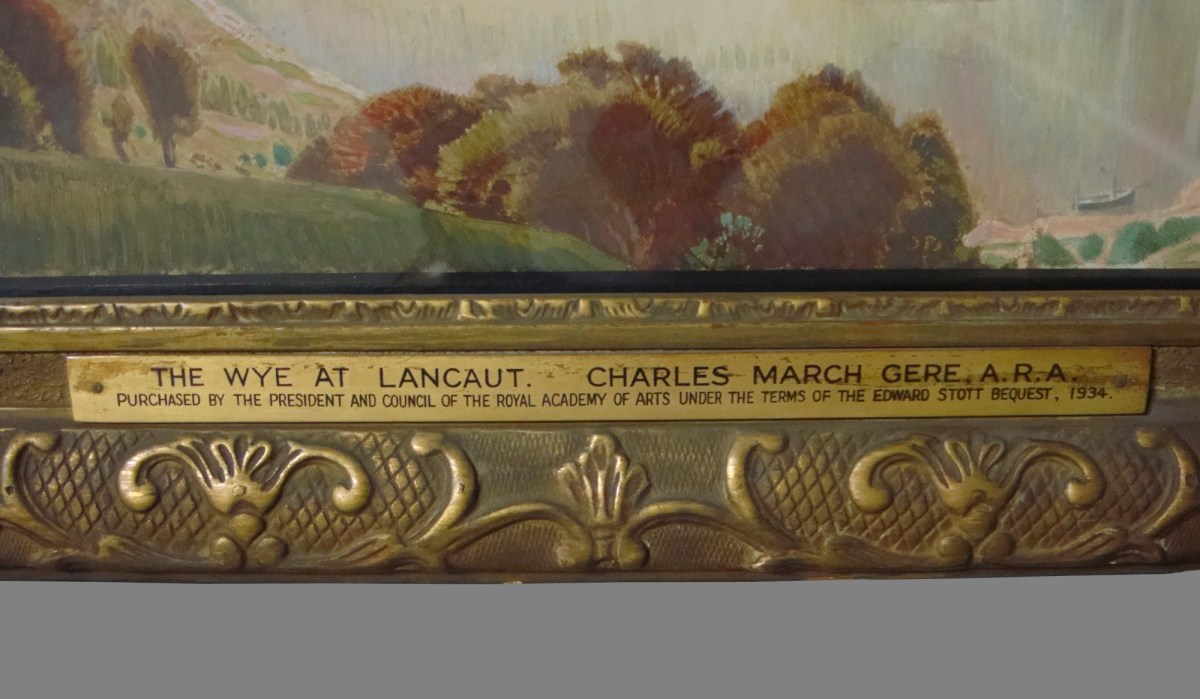 THE WYE AT LANCAUT. CHARLES MARCH GERE, A.R.A.
PURCHASED BY THE PRESIDENT AND COUNCIL OF THE ROYAL ACADEMY OF ARTS UNDER THE TERMS OF THE EDWARD STOTT BEQUEST, 1934.